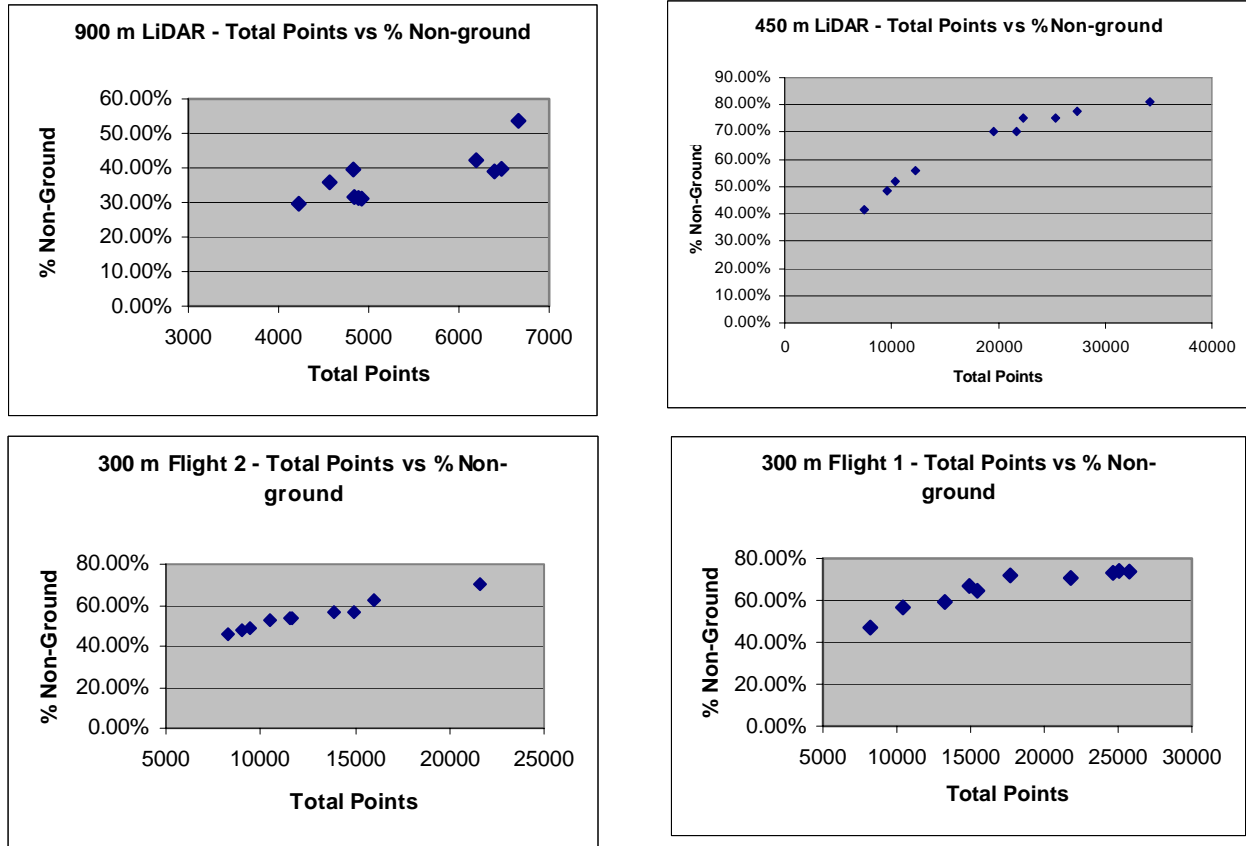 900 m LiDAR - Total Points vs % Non-ground
60.00%
50.00%
40.00%
30.00%
20.00%
10.00%
0.00%
3000 4000 5000 6000 7000
% Non-Ground
Total Points
450 m LiDAR - Total Points vs %Non-ground
90.00%
80.00%
70.00%
60.00%
50.00%
40.00%
30.00%
20.00%
10.00%
0.00%
0 10000 20000 30000 40000
% Non-Ground
Total Points
300 m Flight 2 - Total Points vs % Non-
ground
80.00%
60.00%
40.00%
20.00%
0.00%
5000 10000 15000 20000 25000
% Non-Ground
Total Points
300 m Flight 1 - Total Points vs % Non-
ground
80.00%
60.00%
40.00%
20.00%
0.00%
5000 10000 15000 20000 25000 30000
% Non-Ground
Total Points